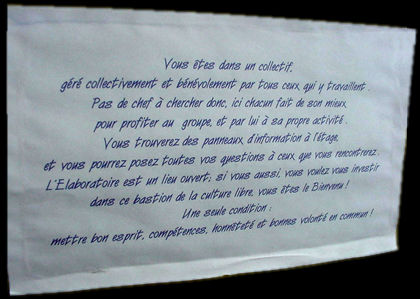 Vous êtes dans un collectif,
géré collectivement et bénévolement par tous ceux, qui y travaillent.
Pas de chef à chercher donc, ici chacun fait de son mieux,
pour profiter au groupe, et par lui à sa propre activité.
Vous trouverez des panneaux, d'information à l'étage,
et vous pourrez posez toutes vos questions à ceux, que vous rencontrerez.
L'Elaboratoire est un lieu ouvert; si vous aussi, vous voulez vous investir
dans ce bastion de la culture libre, vous êtes le Bienvenu !
Une seule condition :
mettre bon esprit, compétences, honnêteté et bonnes volonté en commun !